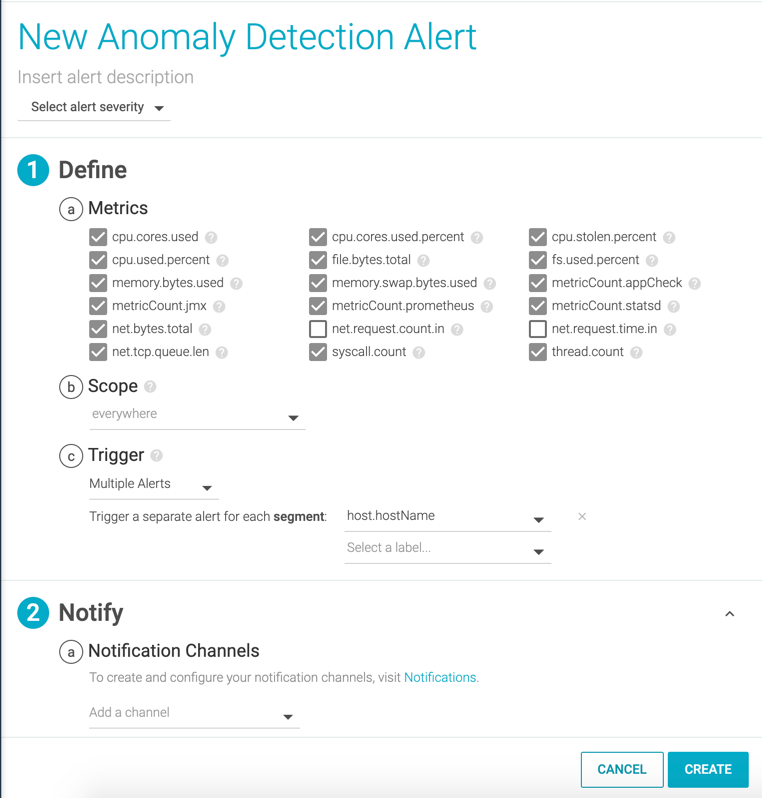 New Anomaly Detection Alert
Insert alert description
Select alert severity
1 Define
a Metrics
cpu.cores.used ? cpu.cores.used.percent ? cpu.stolen.percent ?
cpu.used.percent ? file.bytes.total ? fs.used.percent ?
memory.bytes.used ? memory.swap.bytes.used ? metricCount.appCheck ?
metricCount.jmx ? metricCount.prometheus ? metricCount.statsd ?
net.bytes.total ? net.request.count.in ? net.request.time.in ?
net.tcp.queue.len ? syscall.count ? thread.count ?
b Scope ?
everywhere
c Trigger ?
Multiple Alerts
Trigger a separate alert for each segment: host.hostName ×
Select a label...
2 Notify
a Notification Channels
To create and configure your notification channels, visit Notifications.
Add a channel
CANCEL CREATE